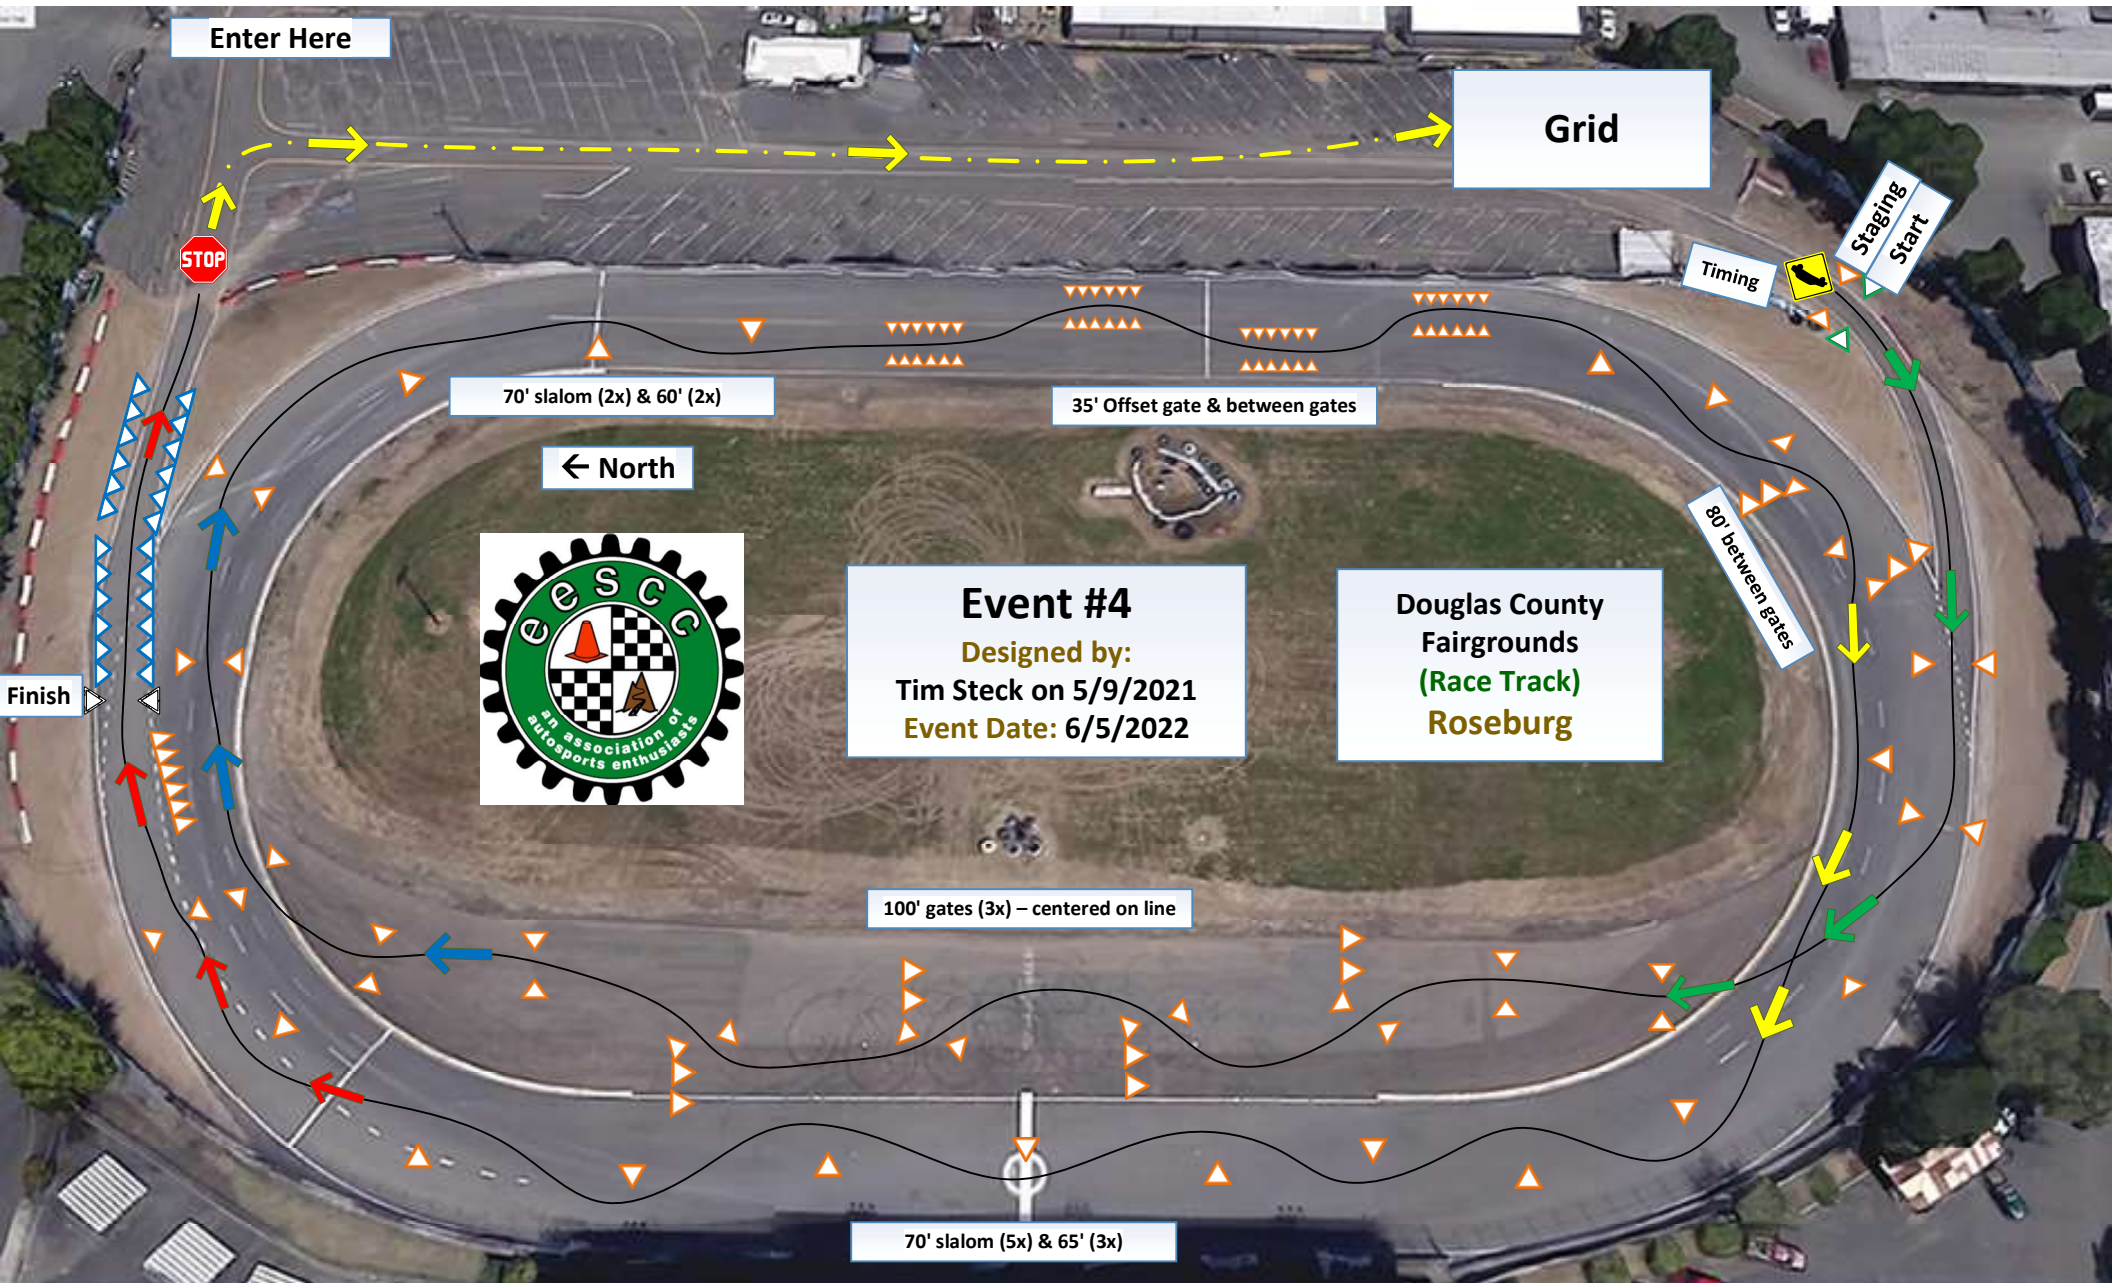 Enter Here
Grid
STOP
Staging
Start
Timing
70' slalom (2x) & 60' (2x)
35' Offset gate & between gates
← North
80' between gates
eescc
an association of
autosports enthusiasts
Event #4
Designed by:
Tim Steck on 5/9/2021
Event Date: 6/5/2022
Douglas County
Fairgrounds
(Race Track)
Roseburg
Finish
100' gates (3x) – centered on line
70' slalom (5x) & 65' (3x)